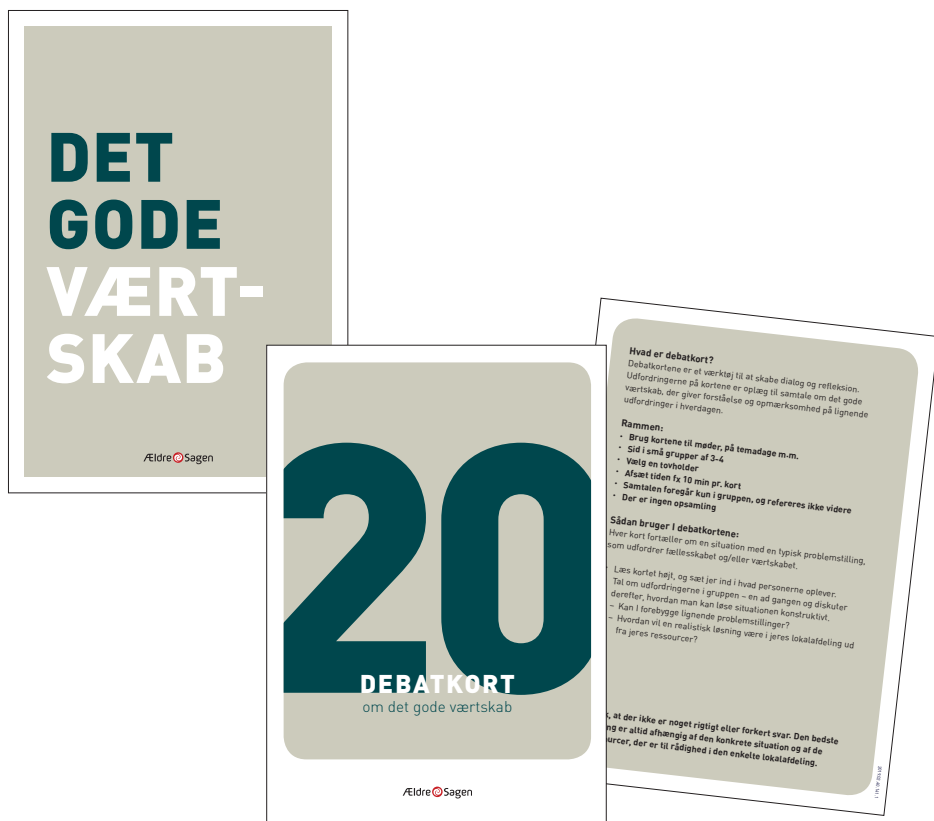 DET
GODE
VÆRT-
SKAB
ÆldreSagen
20
DEBATKORT
om det gode værtskab
ÆldreSagen
Hvad er debatkort?
Debatkortene er et værktøj til at skabe dialog og refleksion.
Udfordringerne på kortene er oplæg til samtale om det gode
værtskab, der giver forståelse og opmærksomhed på lignende
udfordringer i hverdagen.
Rammen:
· Brug kortene til møder, på temadage m.m.
· Sid i små grupper af 3-4
· Vælg en tovholder
· Afsæt tiden fx 10 min pr. kort
· Samtalen foregår kun i gruppen, og refereres ikke videre
· Der er ingen opsamling
Sådan bruger I debatkortene:
Hver kort fortæller om en situation med en typisk problemstilling,
som udfordrer fællesskabet og/eller værtskabet.
Læs kortet højt, og sæt jer ind i hvad personerne oplever.
Tal om udfordringerne i gruppen – en ad gangen og diskuter
derefter, hvordan man kan løse situationen konstruktivt.
– Kan I forebygge lignende problemstillinger?
– Hvordan vil en realistisk løsning være i jeres lokalafdeling ud
fra jeres ressourcer?
, at der ikke er noget rigtigt eller forkert svar. Den bedste
er altid afhængig af den konkrete situation og af de
der er til rådighed i den enkelte lokalafdeling.